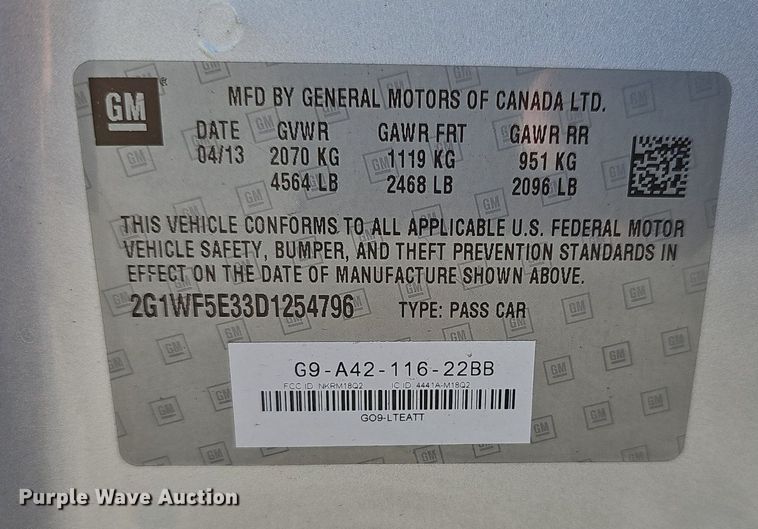 GM
MFD BY GENERAL MOTORS OF CANADA LTD.
DATE GVWR GAWR FRT GAWR RR
04/13 2070 KG 1119 KG 951 KG
4564 LB 2468 LB 2096 LB
THIS VEHICLE CONFORMS TO ALL APPLICABLE U.S. FEDERAL MOTOR
VEHICLE SAFETY, BUMPER, AND THEFT PREVENTION STANDARDS IN
EFFECT ON THE DATE OF MANUFACTURE SHOWN ABOVE.
2G1WF5E33D1254796 TYPE: PASS CAR
G9-A42-116-22BB
FCC ID: NKRM18Q2 IC ID: 4441A-M18Q2
GO9-LTEATT
Purple Wave Auction